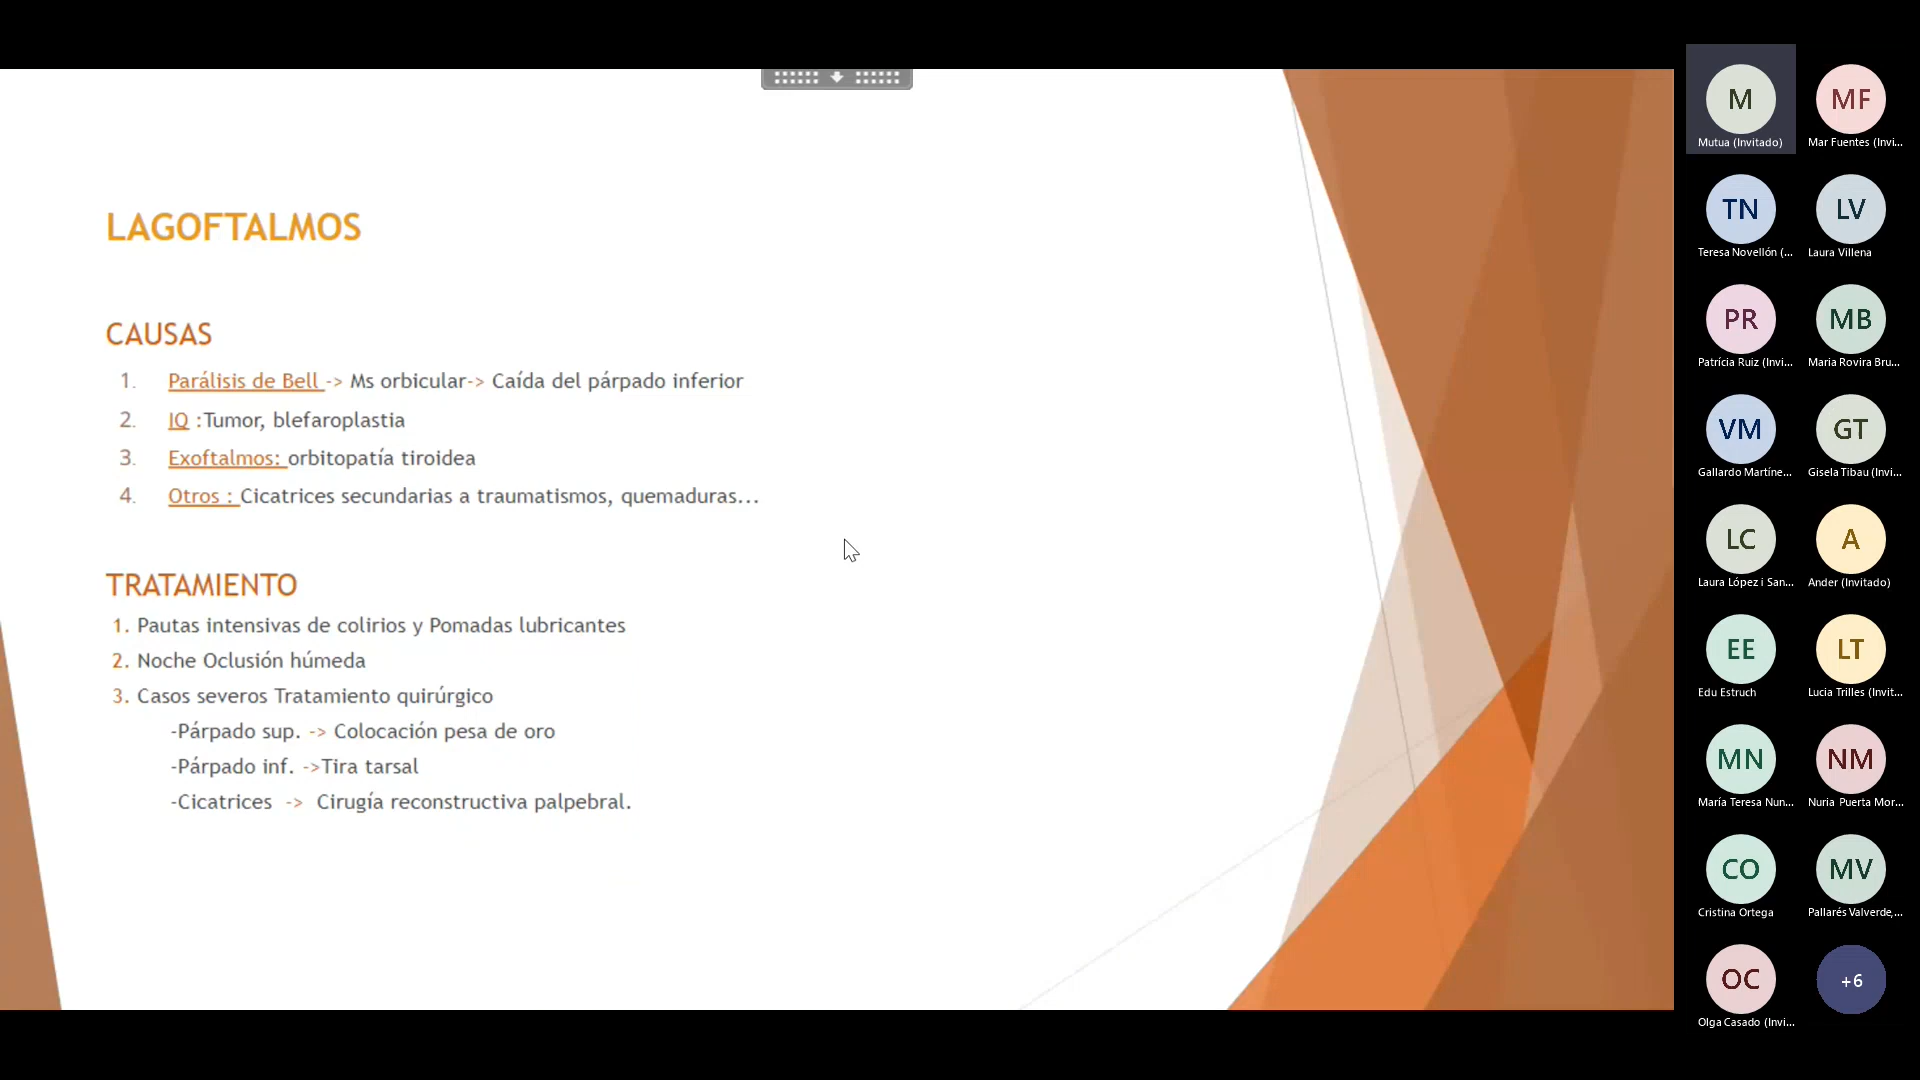 LAGOFTALMOS
CAUSAS
1. Parálisis de Bell -> Ms orbicular-> Caída del párpado inferior
2. IQ :Tumor, blefaroplastia
3. Exoftalmos: orbitopatía tiroidea
4. Otros : Cicatrices secundarias a traumatismos, quemaduras...
TRATAMIENTO
1. Pautas intensivas de colirios y Pomadas lubricantes
2. Noche Oclusión húmeda
3. Casos severos Tratamiento quirúrgico
-Párpado sup. -> Colocación pesa de oro
-Párpado inf. ->Tira tarsal
-Cicatrices -> Cirugía reconstructiva palpebral.
M
Mutua (Invitado)
MF
Mar Fuentes (Invi...
TN
Teresa Novellón (...
LV
Laura Villena
PR
Patrícia Ruiz (Invi...
MB
Maria Rovira Bru...
VM
Gallardo Martíne...
GT
Gisela Tibau (Invi...
LC
Laura López i San...
A
Ander (Invitado)
EE
Edu Estruch
LT
Lucia Trilles (Invit...
MN
María Teresa Nun...
NM
Nuria Puerta Mor...
CO
Cristina Ortega
MV
Pallarés Valverde,...
OC
Olga Casado (Invi...
+6